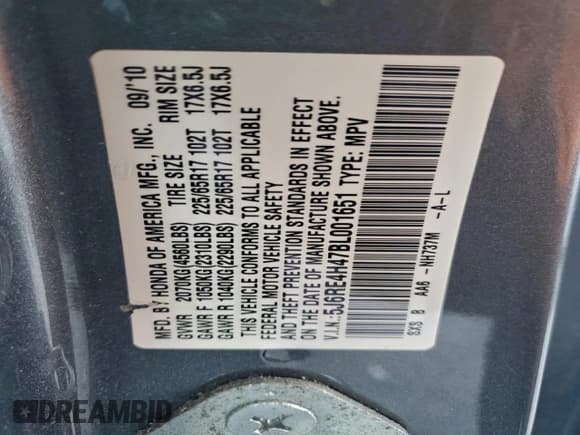 MFD. BY HONDA OF AMERICA MFG., INC. 09/'10
GVWR 2070KG(4560LBS) TIRE SIZE RIM SIZE
GAWR F 1050KG(2310LBS) 225/65R17 102T 17X6.5J
GAWR R 1040KG(2290LBS) 225/65R17 102T 17X6.5J
THIS VEHICLE CONFORMS TO ALL APPLICABLE
FEDERAL MOTOR VEHICLE SAFETY
AND THEFT PREVENTION STANDARDS IN EFFECT
ON THE DATE OF MANUFACTURE SHOWN ABOVE.
V.I.N.:5J6RE4H47BL001651 TYPE: MPV
SXS B AA6 -NH737M -A-L
DREAMBID